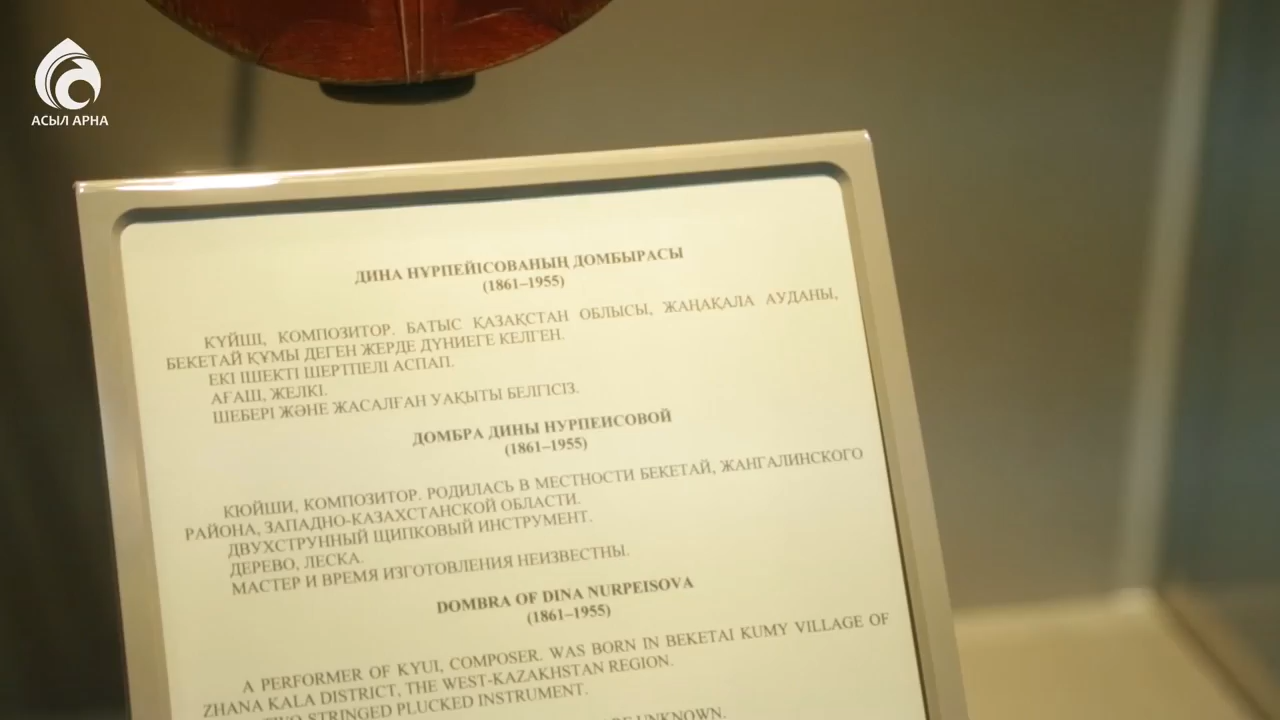 АСЫЛ АРНА
ДИНА НҰРПЕЙІСОВАНЫҢ ДОМБЫРАСЫ
(1861–1955)
КҮЙШІ, КОМПОЗИТОР. БАТЫС ҚАЗАҚСТАН ОБЛЫСЫ, ЖАҢАҚАЛА АУДАНЫ,
БЕКЕТАЙ ҚҰМЫ ДЕГЕН ЖЕРДЕ ДҮНИЕГЕ КЕЛГЕН.
ЕКІ ІШЕКТІ ШЕРТПЕЛІ АСПАП.
АҒАШ, ЖЕЛКІ.
ШЕБЕРІ ЖӘНЕ ЖАСАЛҒАН УАҚЫТЫ БЕЛГІСІЗ.
ДОМБРА ДИНЫ НУРПЕИСОВОЙ
(1861–1955)
КЮЙШИ, КОМПОЗИТОР. РОДИЛАСЬ В МЕСТНОСТИ БЕКЕТАЙ, ЖАНГАЛИНСКОГО
РАЙОНА, ЗАПАДНО-КАЗАХСТАНСКОЙ ОБЛАСТИ.
ДВУХСТРУННЫЙ ЩИПКОВЫЙ ИНСТРУМЕНТ.
ДЕРЕВО, ЛЕСКА.
МАСТЕР И ВРЕМЯ ИЗГОТОВЛЕНИЯ НЕИЗВЕСТНЫ.
DOMBRA OF DINA NURPEISOVA
(1861–1955)
A PERFORMER OF KYUI, COMPOSER. WAS BORN IN BEKETAI KUMY VILLAGE OF
ZHANA KALA DISTRICT, THE WEST-KAZAKHSTAN REGION.
TWO STRINGED PLUCKED INSTRUMENT.
UNKNOWN.